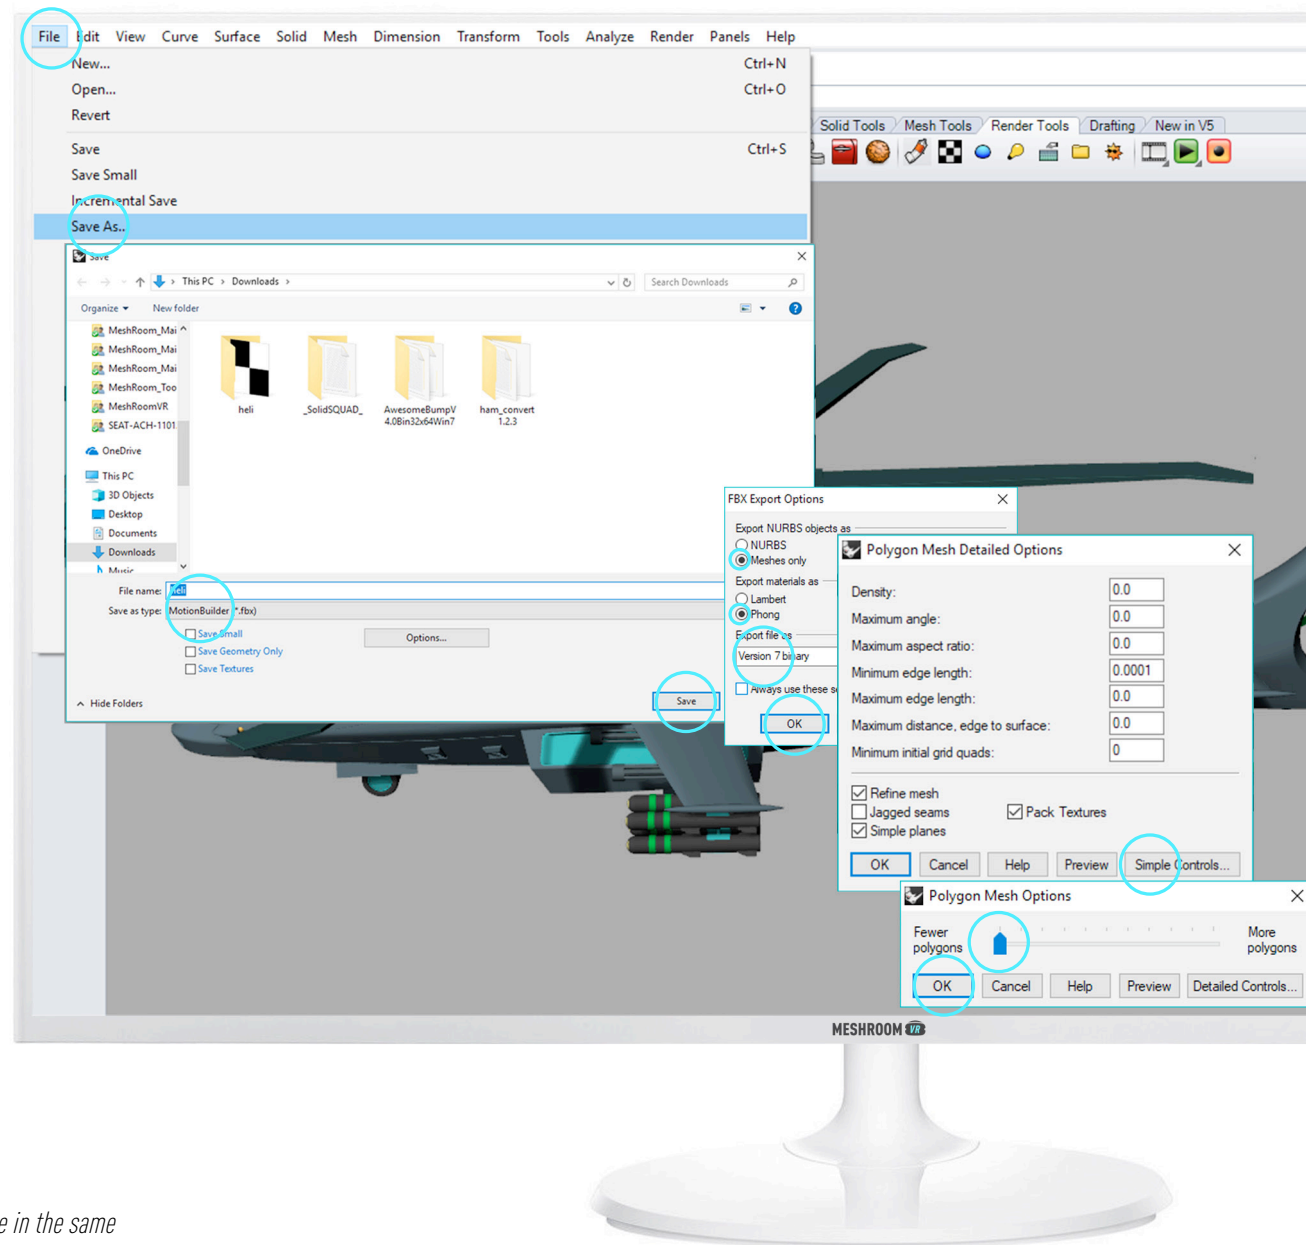 File Edit View Curve Surface Solid Mesh Dimension Transform Tools Analyze Render Panels Help
New... Ctrl+N
Open... Ctrl+O
Revert
Save Ctrl+S
Save Small
Incremental Save
Save As...
Solid Tools Mesh Tools Render Tools Drafting New in V5
Save
This PC > Downloads >
Search Downloads
Organize New folder
MeshRoom_Mai
MeshRoom_Mai
MeshRoom_Mai
MeshRoom_Too
MeshRoomVR
SEAT-ACH-1101
OneDrive
This PC
3D Objects
Desktop
Documents
Downloads
Music
heli
_SolidSQUAD_
AwesomeBumpV
4.0Bin32x64Win7
ham_convert
1.2.3
File name: heli
Save as type: MotionBuilder (*.fbx)
Save Small
Save Geometry Only
Save Textures
Options...
Hide Folders
Save
FBX Export Options
Export NURBS objects as
NURBS
Meshes only
Export materials as
Lambert
Phong
Export file as
Version 7 binary
Always use these se
OK
Polygon Mesh Detailed Options
Density: 0.0
Maximum angle: 0.0
Maximum aspect ratio: 0.0
Minimum edge length: 0.0001
Maximum edge length: 0.0
Maximum distance, edge to surface: 0.0
Minimum initial grid quads: 0
Refine mesh
Jagged seams Pack Textures
Simple planes
OK Cancel Help Preview Simple Controls...
Polygon Mesh Options
Fewer
polygons
More
polygons
OK Cancel Help Preview Detailed Controls...
MESHROOM VR
e in the same